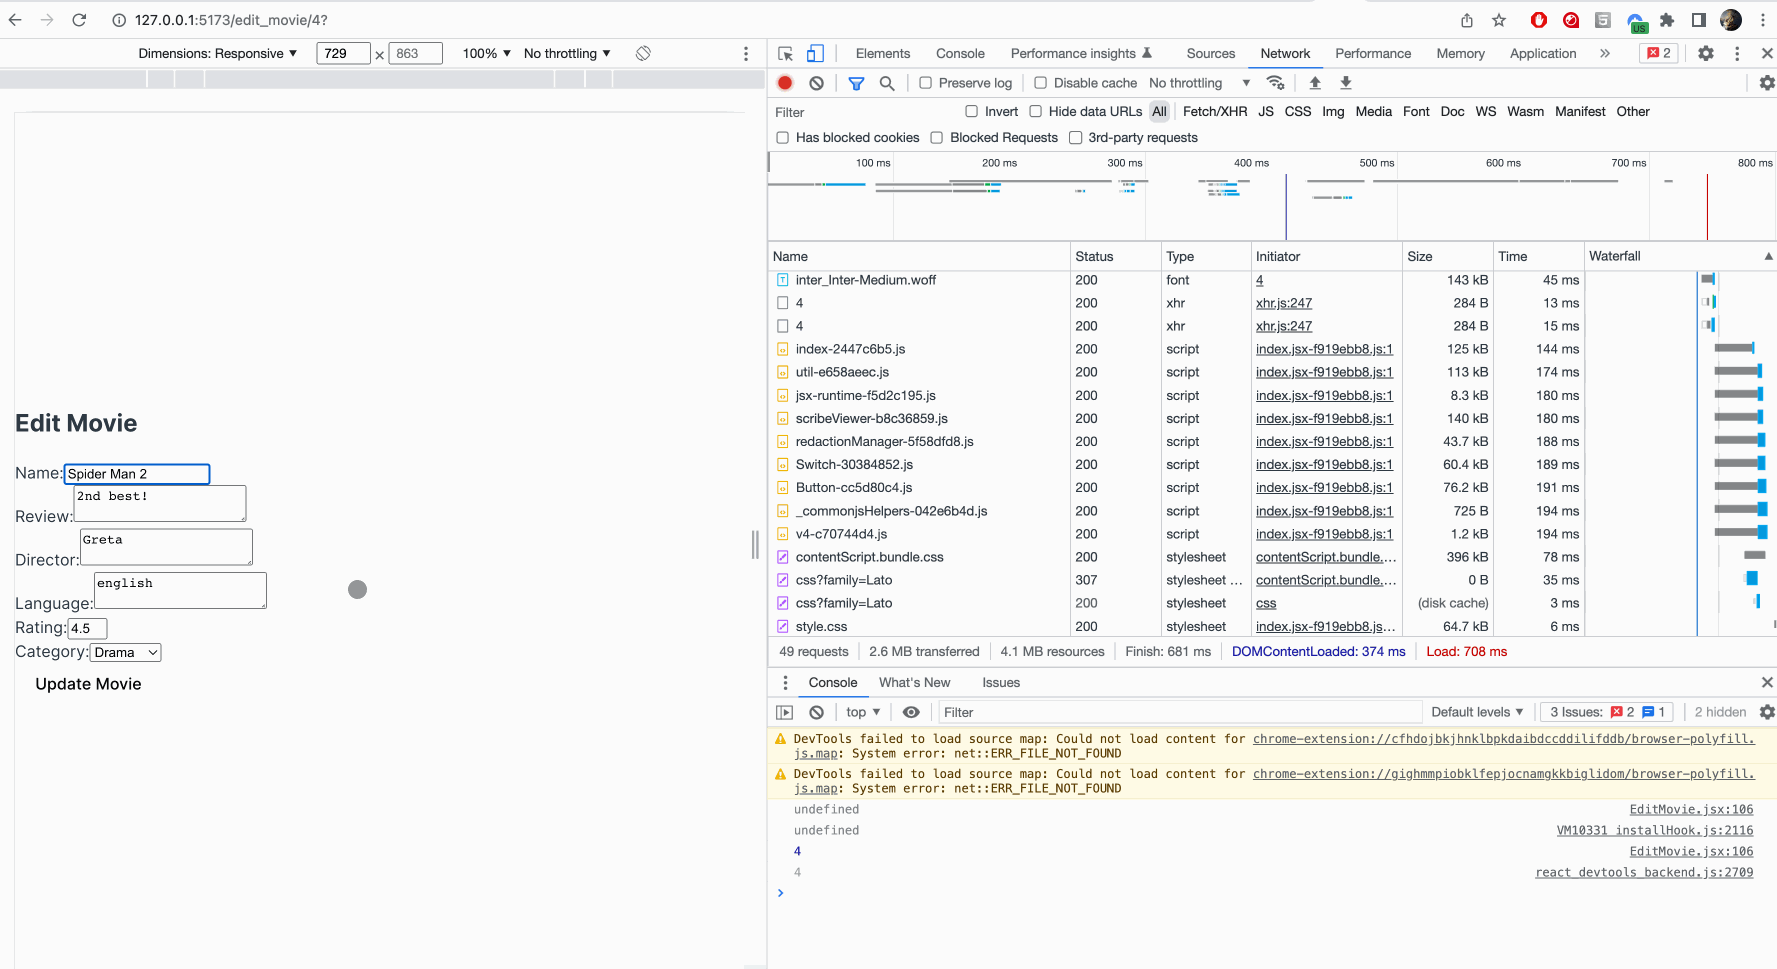 127.0.0.1:5173/edit_movie/4?
US
Dimensions: Responsive ▼ 729 × 863 100% ▼ No throttling ▼
Elements Console Performance insights Sources Network Performance Memory Application » 2
Preserve log Disable cache No throttling ▼
Filter Invert Hide data URLs All Fetch/XHR JS CSS Img Media Font Doc WS Wasm Manifest Other
Has blocked cookies Blocked Requests 3rd-party requests
100 ms 200 ms 300 ms 400 ms 500 ms 600 ms 700 ms 800 ms
Name Status Type Initiator Size Time Waterfall
inter_Inter-Medium.woff 200 font 4 143 kB 45 ms
4 200 xhr xhr.js:247 284 B 13 ms
4 200 xhr xhr.js:247 284 B 15 ms
index-2447c6b5.js 200 script index.jsx-f919ebb8.js:1 125 kB 144 ms
util-e658aeec.js 200 script index.jsx-f919ebb8.js:1 113 kB 174 ms
jsx-runtime-f5d2c195.js 200 script index.jsx-f919ebb8.js:1 8.3 kB 180 ms
scribeViewer-b8c36859.js 200 script index.jsx-f919ebb8.js:1 140 kB 180 ms
redactionManager-5f58dfd8.js 200 script index.jsx-f919ebb8.js:1 43.7 kB 188 ms
Switch-30384852.js 200 script index.jsx-f919ebb8.js:1 60.4 kB 189 ms
Button-cc5d80c4.js 200 script index.jsx-f919ebb8.js:1 76.2 kB 191 ms
_commonjsHelpers-042e6b4d.js 200 script index.jsx-f919ebb8.js:1 725 B 194 ms
v4-c70744d4.js 200 script index.jsx-f919ebb8.js:1 1.2 kB 194 ms
contentScript.bundle.css 200 stylesheet contentScript.bundle.… 396 kB 78 ms
css?family=Lato 307 stylesheet … contentScript.bundle.… 0 B 35 ms
css?family=Lato 200 stylesheet css (disk cache) 3 ms
style.css 200 stylesheet index.jsx-f919ebb8.js… 64.7 kB 6 ms
49 requests 2.6 MB transferred 4.1 MB resources Finish: 681 ms DOMContentLoaded: 374 ms Load: 708 ms
Edit Movie
Name: Spider Man 2
Review: 2nd best!
Director: Greta
Language: english
Rating: 4.5
Category: Drama
Update Movie
Console What's New Issues
top ▼ Filter Default levels ▼ 3 Issues: 2 1 2 hidden
DevTools failed to load source map: Could not load content for chrome-extension://cfhdojbkjhnklbpkdaibdccddilifddb/browser-polyfill.
js.map: System error: net::ERR_FILE_NOT_FOUND
DevTools failed to load source map: Could not load content for chrome-extension://gighmmpiobklfepjocnamgkkbiglidom/browser-polyfill.
js.map: System error: net::ERR_FILE_NOT_FOUND
undefined EditMovie.jsx:106
undefined VM10331 installHook.js:2116
4 EditMovie.jsx:106
4 react_devtools_backend.js:2709